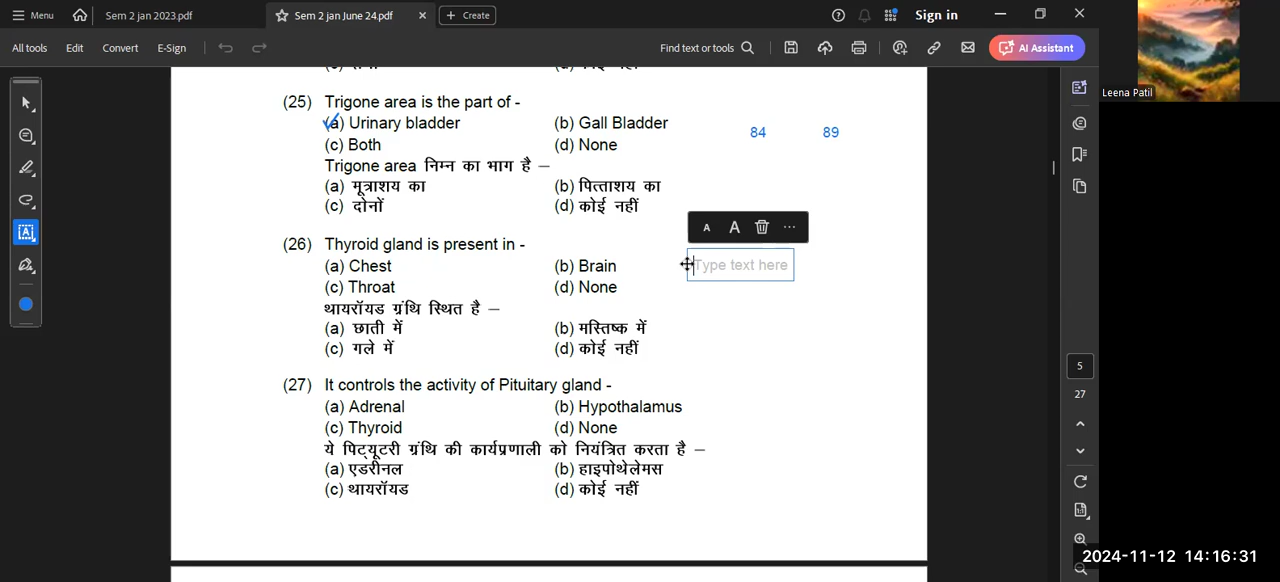 Menu Sem 2 jan 2023.pdf Sem 2 jan June 24.pdf Create Sign in
All tools Edit Convert E-Sign Find text or tools AI Assistant
Leena Patil
(25) Trigone area is the part of -
(a) Urinary bladder (b) Gall Bladder 84 89
(c) Both (d) None
Trigone area निम्न का भाग है –
(a) मूत्राशय का (b) पित्ताशय का
(c) दोनों (d) कोई नहीं
A A
(26) Thyroid gland is present in -
(a) Chest (b) Brain Type text here
(c) Throat (d) None
थायरॉयड ग्रंथि स्थित है –
(a) छाती में (b) मस्तिष्क में
(c) गले में (d) कोई नहीं
5
27
(27) It controls the activity of Pituitary gland -
(a) Adrenal (b) Hypothalamus
(c) Thyroid (d) None
ये पिट्यूटरी ग्रंथि की कार्यप्रणाली को नियंत्रित करता है –
(a) एडरीनल (b) हाइपोथेलेमस
(c) थायरॉयड (d) कोई नहीं
2024-11-12 14:16:31